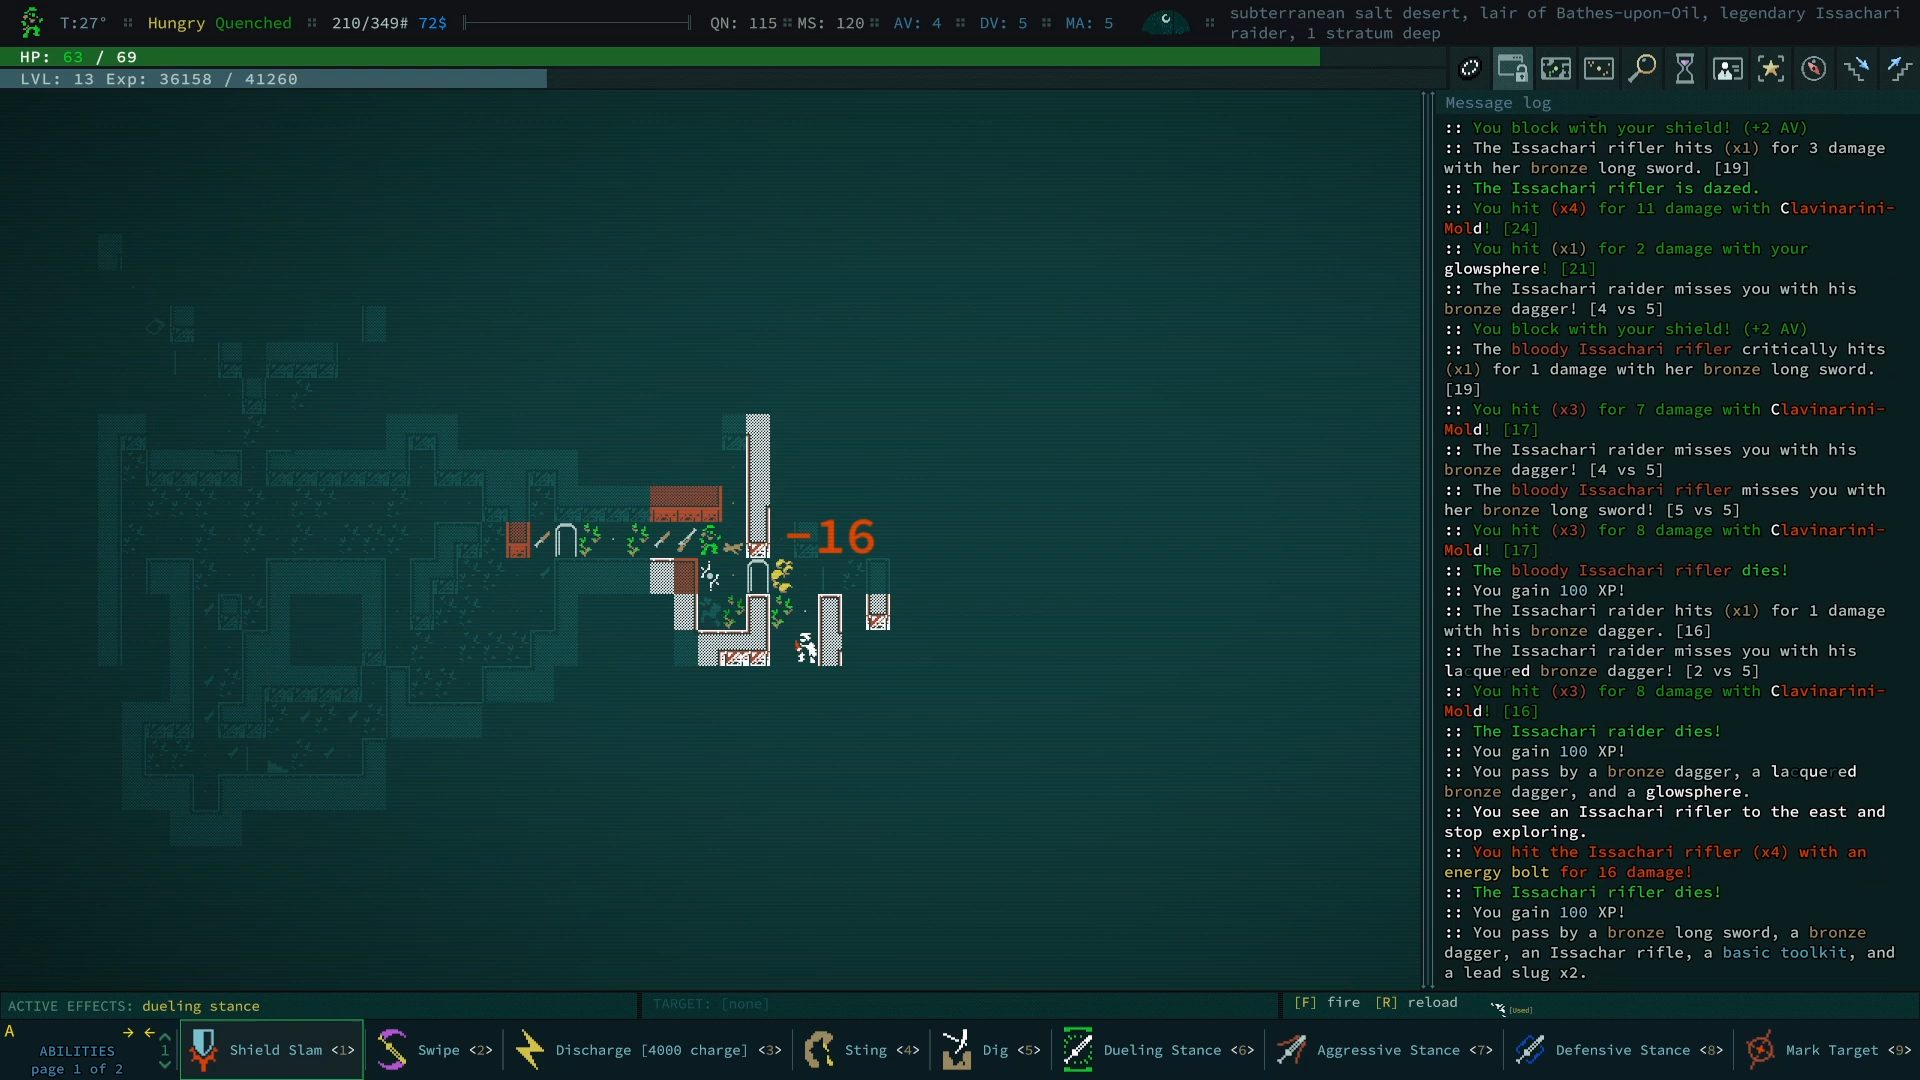 T:27° Hungry Quenched 210/349# 72$ QN: 115 MS: 120 AV: 4 DV: 5 MA: 5
subterranean salt desert, lair of Bathes-upon-Oil, legendary Issachari
raider, 1 stratum deep
HP: 63 / 69
LVL: 13 Exp: 36158 / 41260
Message log
:: You block with your shield! (+2 AV)
:: The Issachari rifler hits (x1) for 3 damage
with her bronze long sword. [19]
:: The Issachari rifler is dazed.
:: You hit (x4) for 11 damage with Clavinarini-
Mold! [24]
:: You hit (x1) for 2 damage with your
glowsphere! [21]
:: The Issachari raider misses you with his
bronze dagger! [4 vs 5]
:: You block with your shield! (+2 AV)
:: The bloody Issachari rifler critically hits
(x1) for 1 damage with her bronze long sword.
[19]
:: You hit (x3) for 7 damage with Clavinarini-
Mold! [17]
:: The Issachari raider misses you with his
bronze dagger! [4 vs 5]
:: The bloody Issachari rifler misses you with
her bronze long sword! [5 vs 5]
:: You hit (x3) for 8 damage with Clavinarini-
Mold! [17]
:: The bloody Issachari rifler dies!
:: You gain 100 XP!
:: The Issachari raider hits (x1) for 1 damage
with his bronze dagger. [16]
:: The Issachari raider misses you with his
lacquered bronze dagger! [2 vs 5]
:: You hit (x3) for 8 damage with Clavinarini-
Mold! [16]
:: The Issachari raider dies!
:: You gain 100 XP!
:: You pass by a bronze dagger, a lacquered
bronze dagger, and a glowsphere.
:: You see an Issachari rifler to the east and
stop exploring.
:: You hit the Issachari rifler (x4) with an
energy bolt for 16 damage!
:: The Issachari rifler dies!
:: You gain 100 XP!
:: You pass by a bronze long sword, a bronze
dagger, an Issachar rifle, a basic toolkit, and
a lead slug x2.
-16
ACTIVE EFFECTS: dueling stance
TARGET: [none]
[F] fire [R] reload [Used]
A
ABILITIES
page 1 of 2
1
Shield Slam <1> Swipe <2> Discharge [4000 charge] <3> Sting <4> Dig <5> Dueling Stance <6> Aggressive Stance <7> Defensive Stance <8> Mark Target <9>